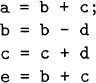 a = b + c;
b = b - d
c = c + d
e = b + c